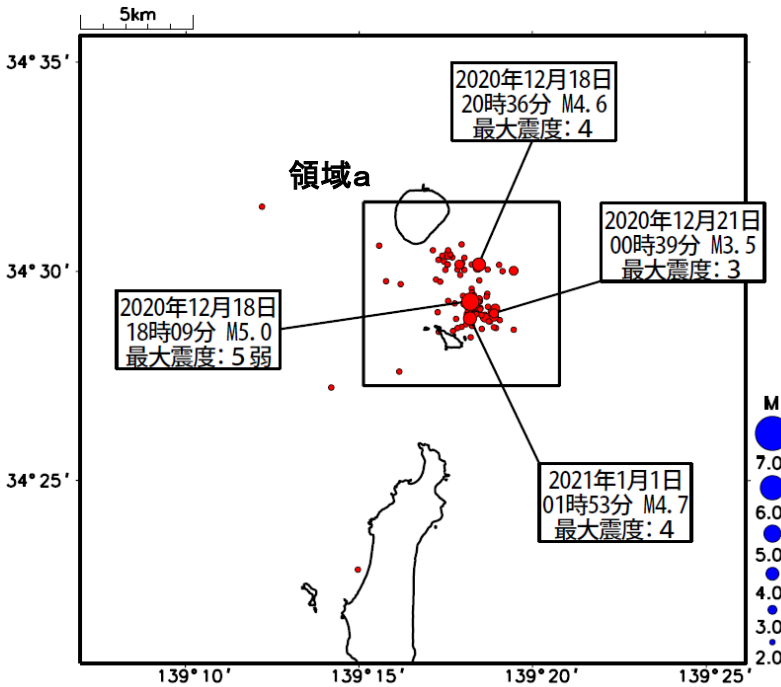 5km
34°35′
2020年12月18日
20時36分 M4.6
最大震度：4
領域a
2020年12月21日
00時39分 M3.5
最大震度：3
34°30′
2020年12月18日
18時09分 M5.0
最大震度：5弱
34°25′
2021年1月1日
01時53分 M4.7
最大震度：4
M
7.0
6.0
5.0
4.0
3.0
2.0
139°10′
139°15′
139°20′
139°25′